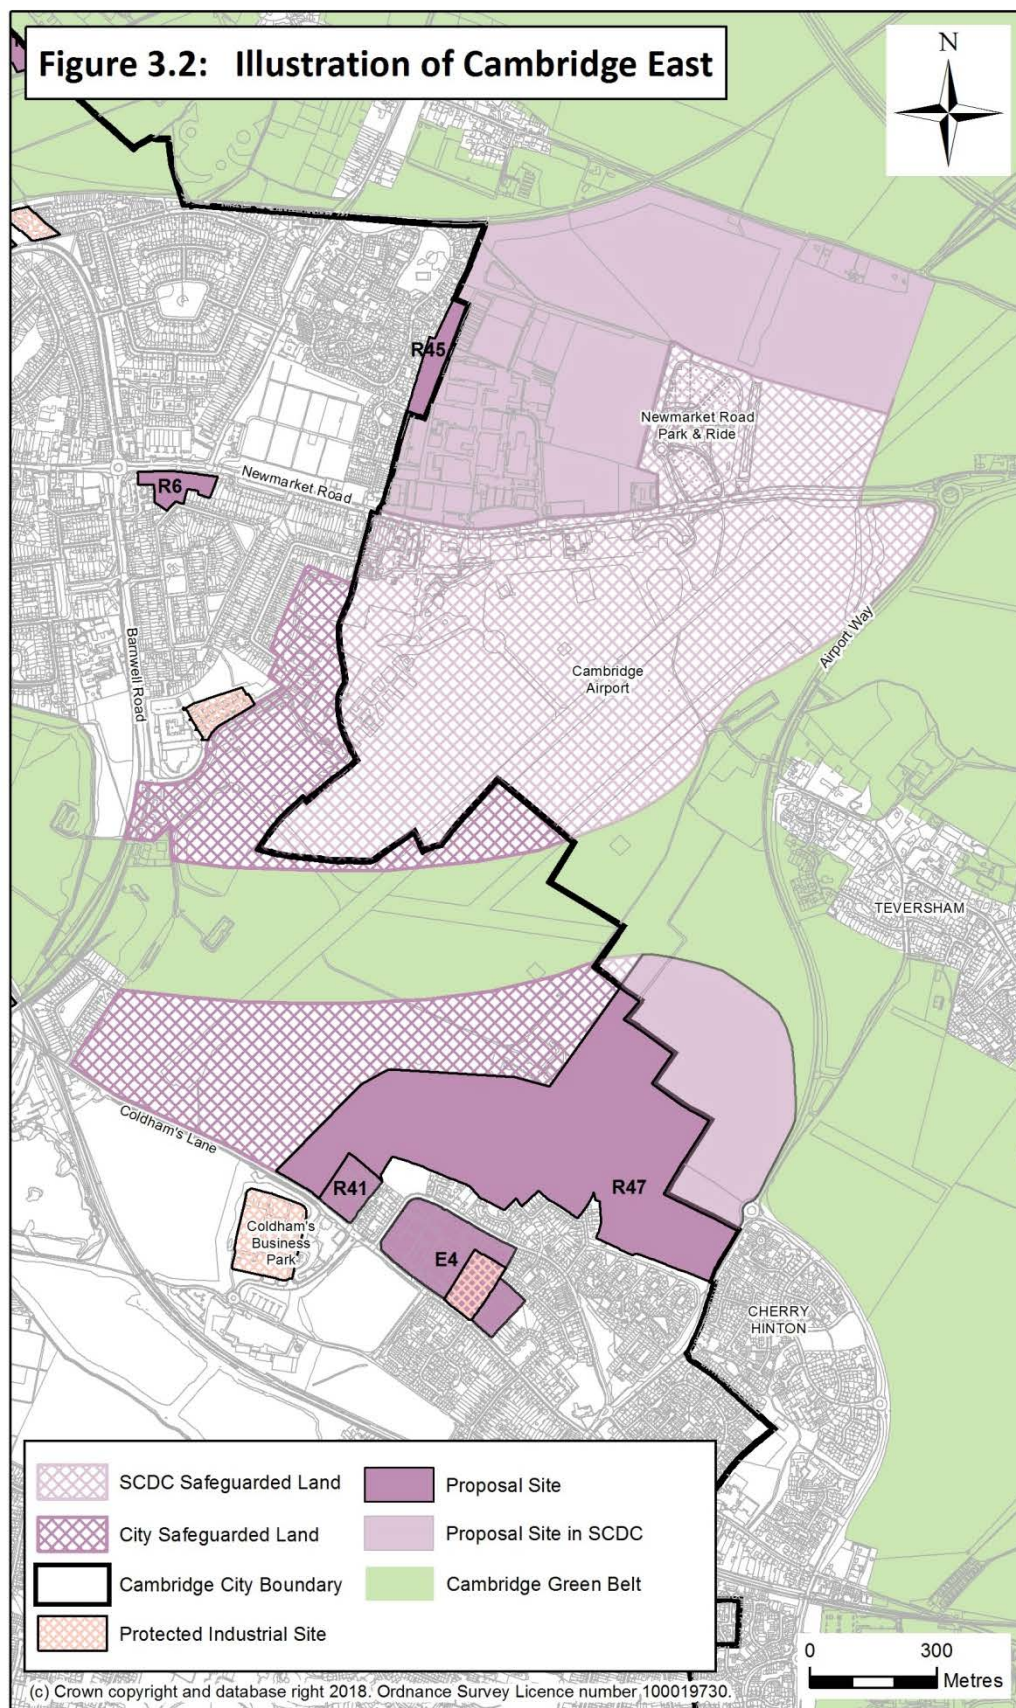 Figure 3.2: Illustration of Cambridge East
N
R45
Newmarket Road
Park & Ride
R6
Newmarket Road
Barnwell Road
Airport Way
Cambridge
Airport
TEVERSHAM
Coldham's Lane
R41
R47
Coldham's
Business
Park
E4
CHERRY
HINTON
SCDC Safeguarded Land
City Safeguarded Land
Cambridge City Boundary
Protected Industrial Site
Proposal Site
Proposal Site in SCDC
Cambridge Green Belt
0 300
Metres
(c) Crown copyright and database right 2018. Ordnance Survey Licence number 100019730.